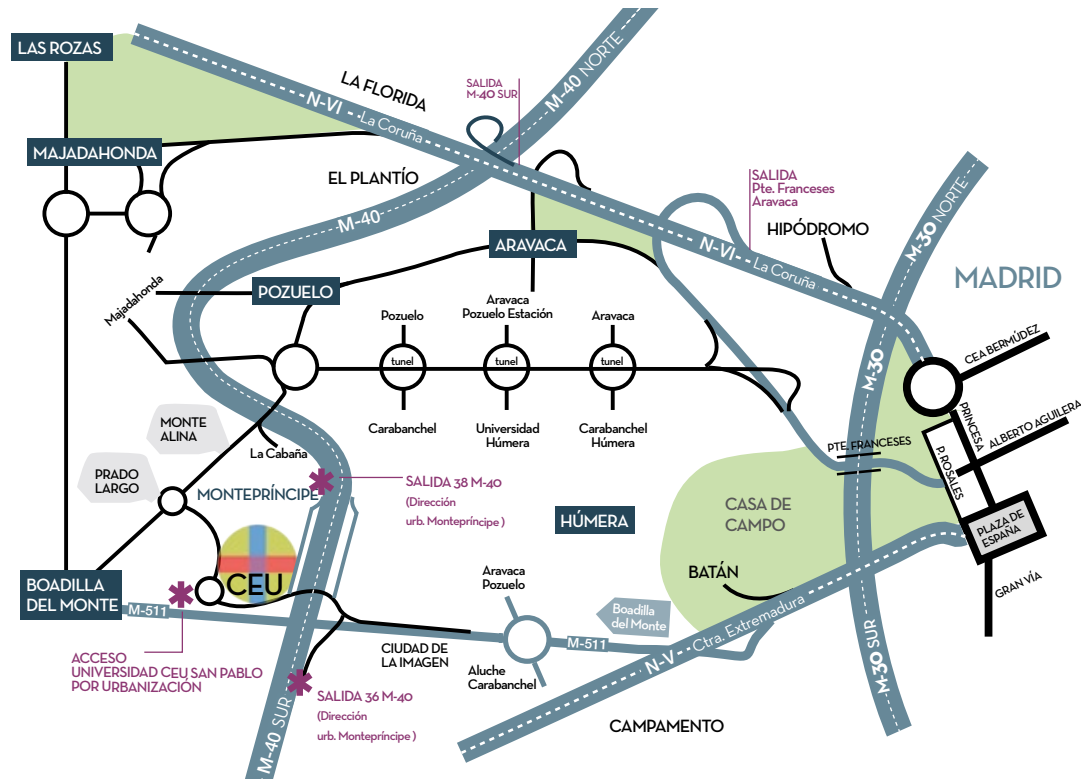 LAS ROZAS
LA FLORIDA
SALIDA
M-40 SUR
M-40 NORTE
N-VI
La Coruña
MAJADAHONDA
EL PLANTÍO
SALIDA
Pte. Franceses
Aravaca
M-40
HIPÓDROMO
M-30 NORTE
ARAVACA
N-VI
La Coruña
MADRID
Majadahonda
POZUELO
Pozuelo
Aravaca
Pozuelo Estación
Aravaca
CEA BERMÚDEZ
tunel
tunel
tunel
M-30
Carabanchel
Universidad
Húmera
Carabanchel
Húmera
PRINCESA
ALBERTO AGUILERA
MONTE
ALINA
La Cabaña
PTE. FRANCESES
P. ROSALES
PRADO
LARGO
MONTEPRÍNCIPE
SALIDA 38 M-40
(Dirección
urb. Montepríncipe )
HÚMERA
CASA DE
CAMPO
PLAZA DE
ESPAÑA
CEU
BOADILLA
DEL MONTE
M-511
Aravaca
Pozuelo
BATÁN
GRAN VÍA
Boadilla
del Monte
Ctra. Extremadura
N-V
M-511
CIUDAD DE
LA IMAGEN
ACCESO
UNIVERSIDAD CEU SAN PABLO
POR URBANIZACIÓN
Aluche
Carabanchel
M-30 SUR
SALIDA 36 M-40
(Dirección
urb. Montepríncipe )
M-40 SUR
CAMPAMENTO